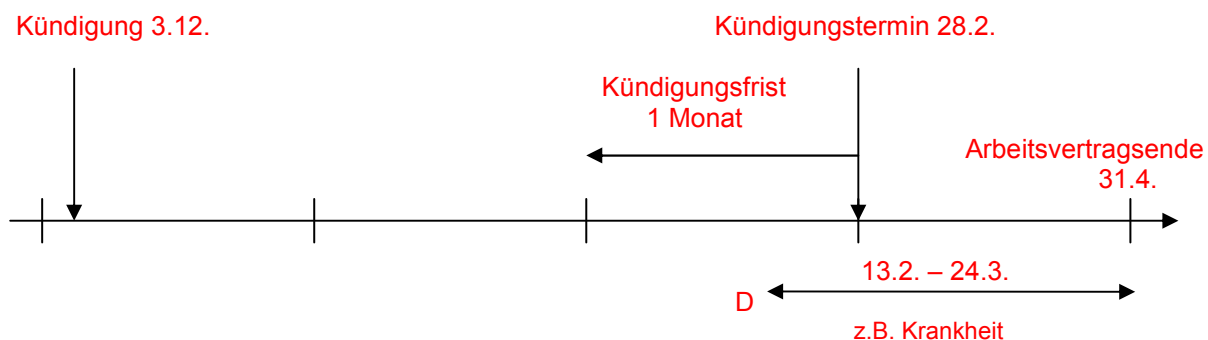 Kündigung 3.12.
Kündigungstermin 28.2.
Kündigungsfrist
1 Monat
Arbeitsvertragsende
31.4.
13.2. – 24.3.
D
z.B. Krankheit